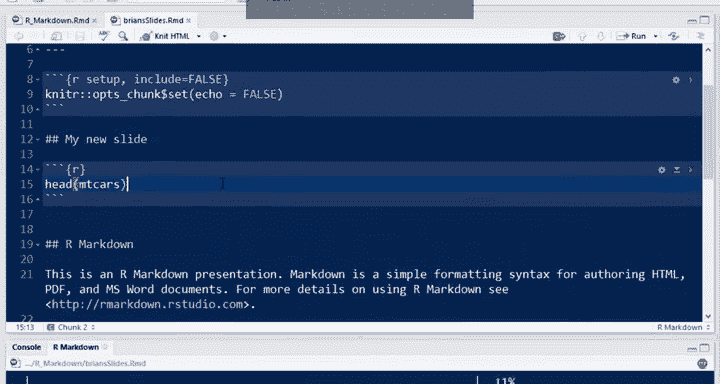 R_Markdown.Rmd × briansSlides.Rmd ×
Knit HTML Run
6 ---
7
8 ```{r setup, include=FALSE}
9 knitr::opts_chunk$set(echo = FALSE)
10 ```
11
12 ## My new slide
13
14 ```{r}
15 head(mtcars)
16 ```
17
18
19 ## R Markdown
20
21 This is an R Markdown presentation. Markdown is a simple formatting syntax for authoring HTML,
PDF, and MS Word documents. For more details on using R Markdown see
<http://rmarkdown.rstudio.com>.
22
15:13 Chunk 2 R Markdown
Console R Markdown ×
.../R_Markdown/briansSlides.Rmd
| | 11%